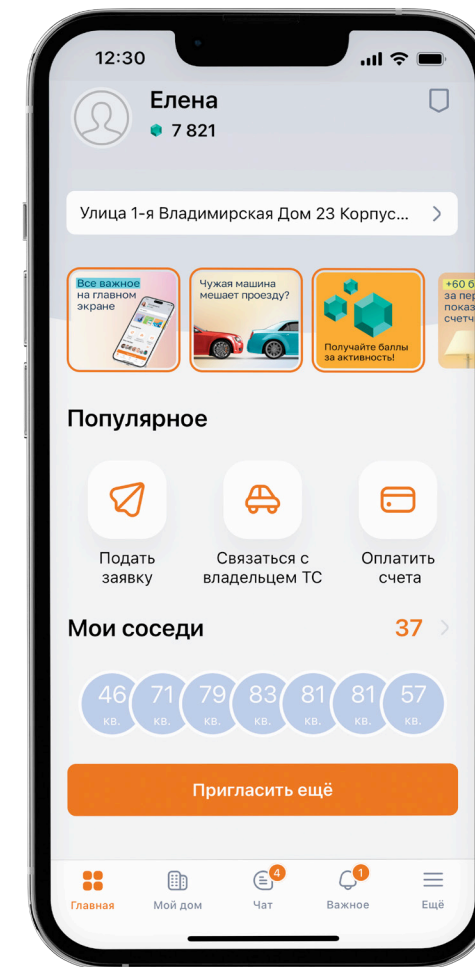 12:30
Елена
7 821
Улица 1-я Владимирская Дом 23 Корпус...
Все важное
на главном
экране
Чужая машина
мешает проезду?
Получайте баллы
за активность!
+60 б
за пер
показ
счетч
Популярное
Подать
заявку
Связаться с
владельцем ТС
Оплатить
счета
Мои соседи
37
46
кв.
71
кв.
79
кв.
83
кв.
81
кв.
81
кв.
57
кв.
Пригласить ещё
Главная
Мой дом
4
Чат
1
Важное
Ещё